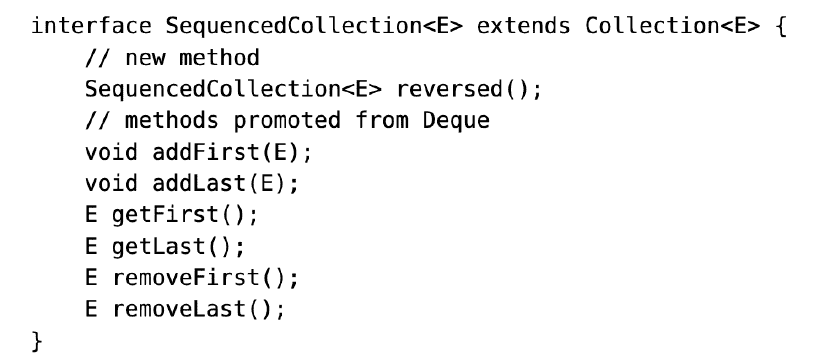 interface SequencedCollection<E> extends Collection<E> {
    // new method
    SequencedCollection<E> reversed();
    // methods promoted from Deque
    void addFirst(E);
    void addLast(E);
    E getFirst();
    E getLast();
    E removeFirst();
    E removeLast();
}